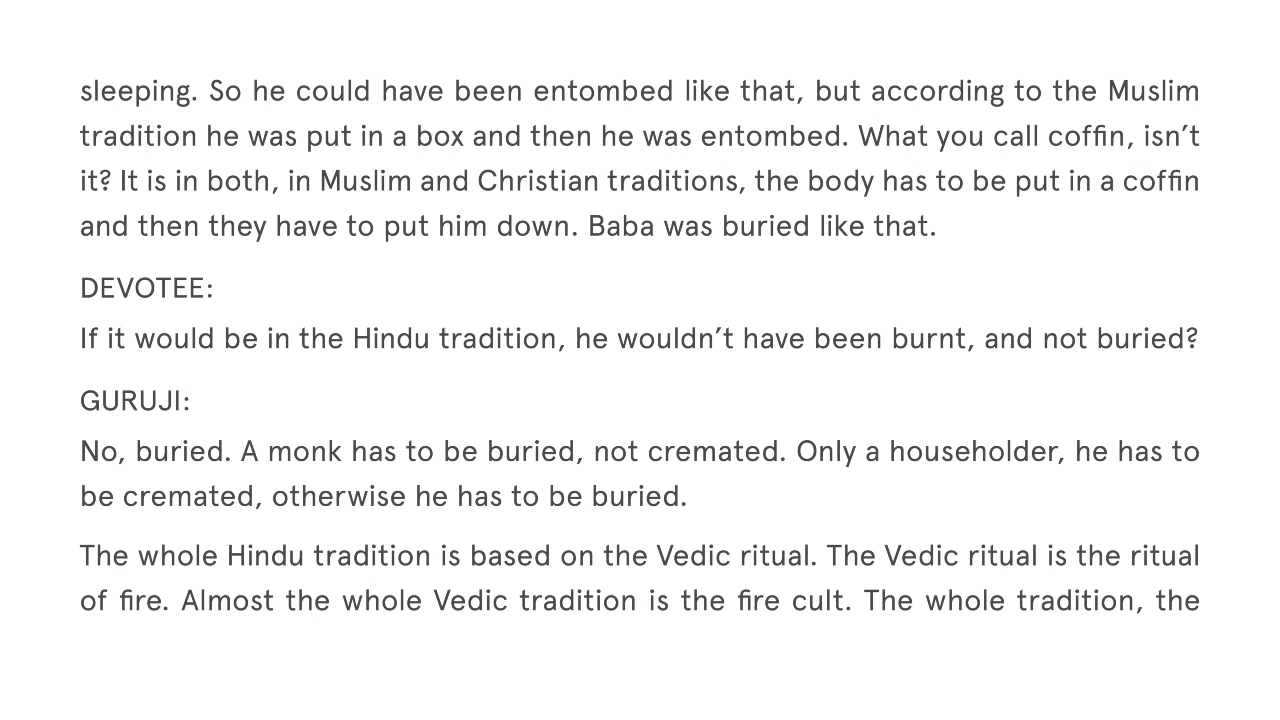 sleeping. So he could have been entombed like that, but according to the Muslim
tradition he was put in a box and then he was entombed. What you call coffin, isn’t
it? It is in both, in Muslim and Christian traditions, the body has to be put in a coffin
and then they have to put him down. Baba was buried like that.
DEVOTEE:
If it would be in the Hindu tradition, he wouldn’t have been burnt, and not buried?
GURUJI:
No, buried. A monk has to be buried, not cremated. Only a householder, he has to
be cremated, otherwise he has to be buried.
The whole Hindu tradition is based on the Vedic ritual. The Vedic ritual is the ritual
of fire. Almost the whole Vedic tradition is the fire cult. The whole tradition, the